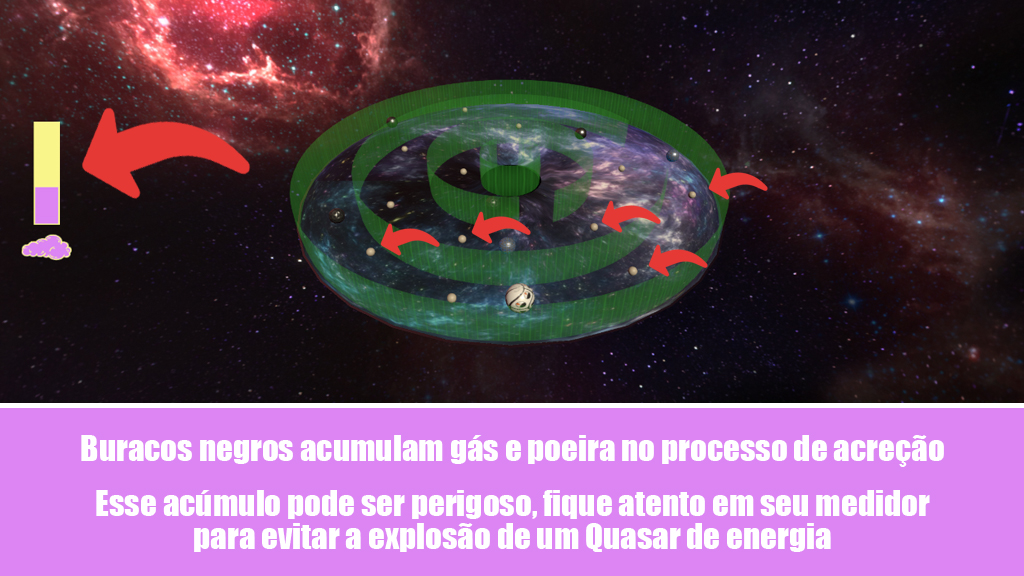 Buracos negros acumulam gás e poeira no processo de acreção
Esse acúmulo pode ser perigoso, fique atento em seu medidor
para evitar a explosão de um Quasar de energia